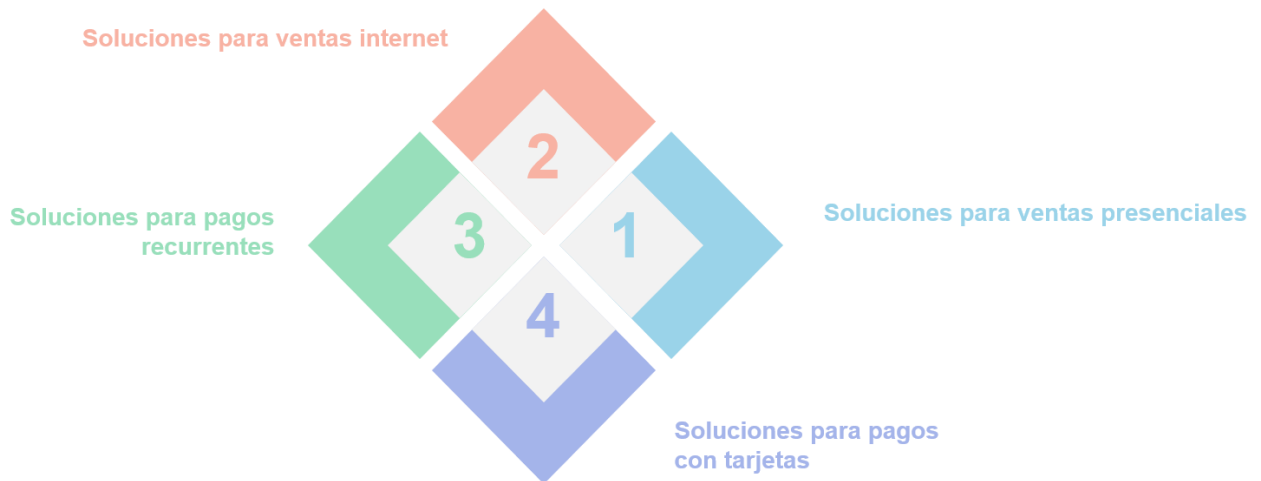 Soluciones para ventas internet
2
Soluciones para pagos
recurrentes
3
1
Soluciones para ventas presenciales
4
Soluciones para pagos
con tarjetas